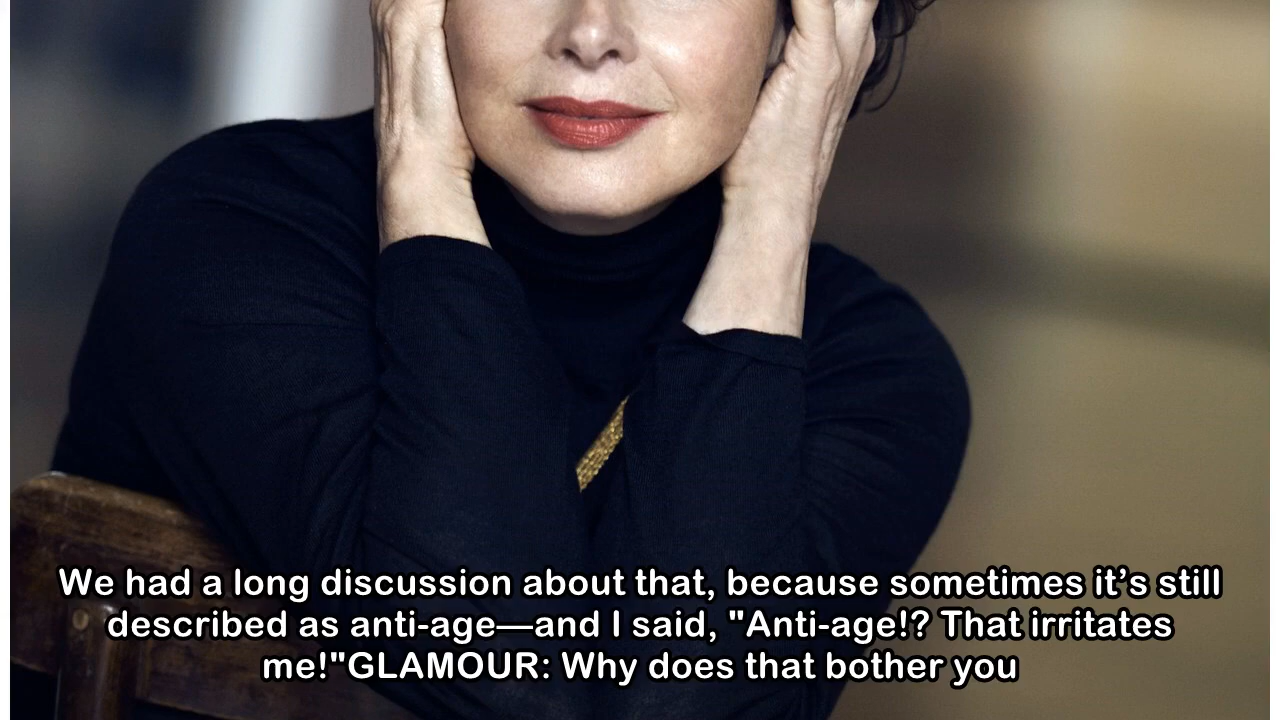 We had a long discussion about that, because sometimes it’s still
described as anti-age—and I said, "Anti-age!? That irritates
me!"GLAMOUR: Why does that bother you